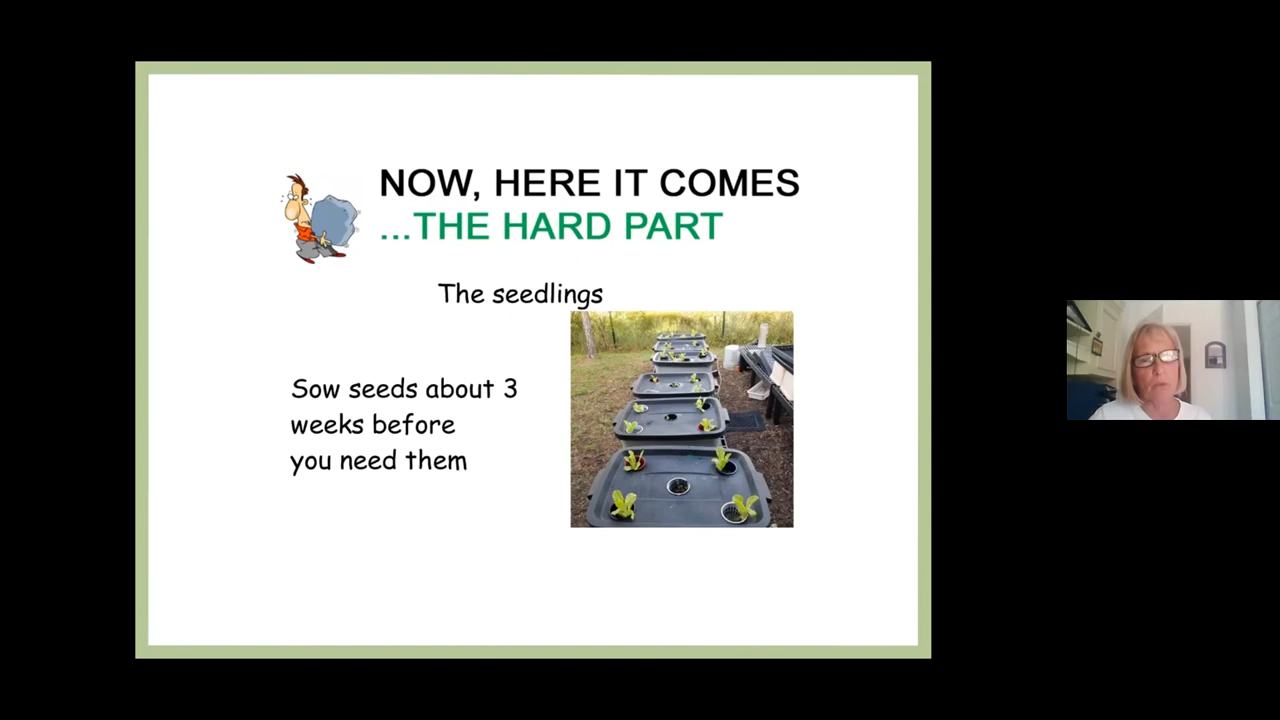 NOW, HERE IT COMES
...THE HARD PART
The seedlings
Sow seeds about 3
weeks before
you need them